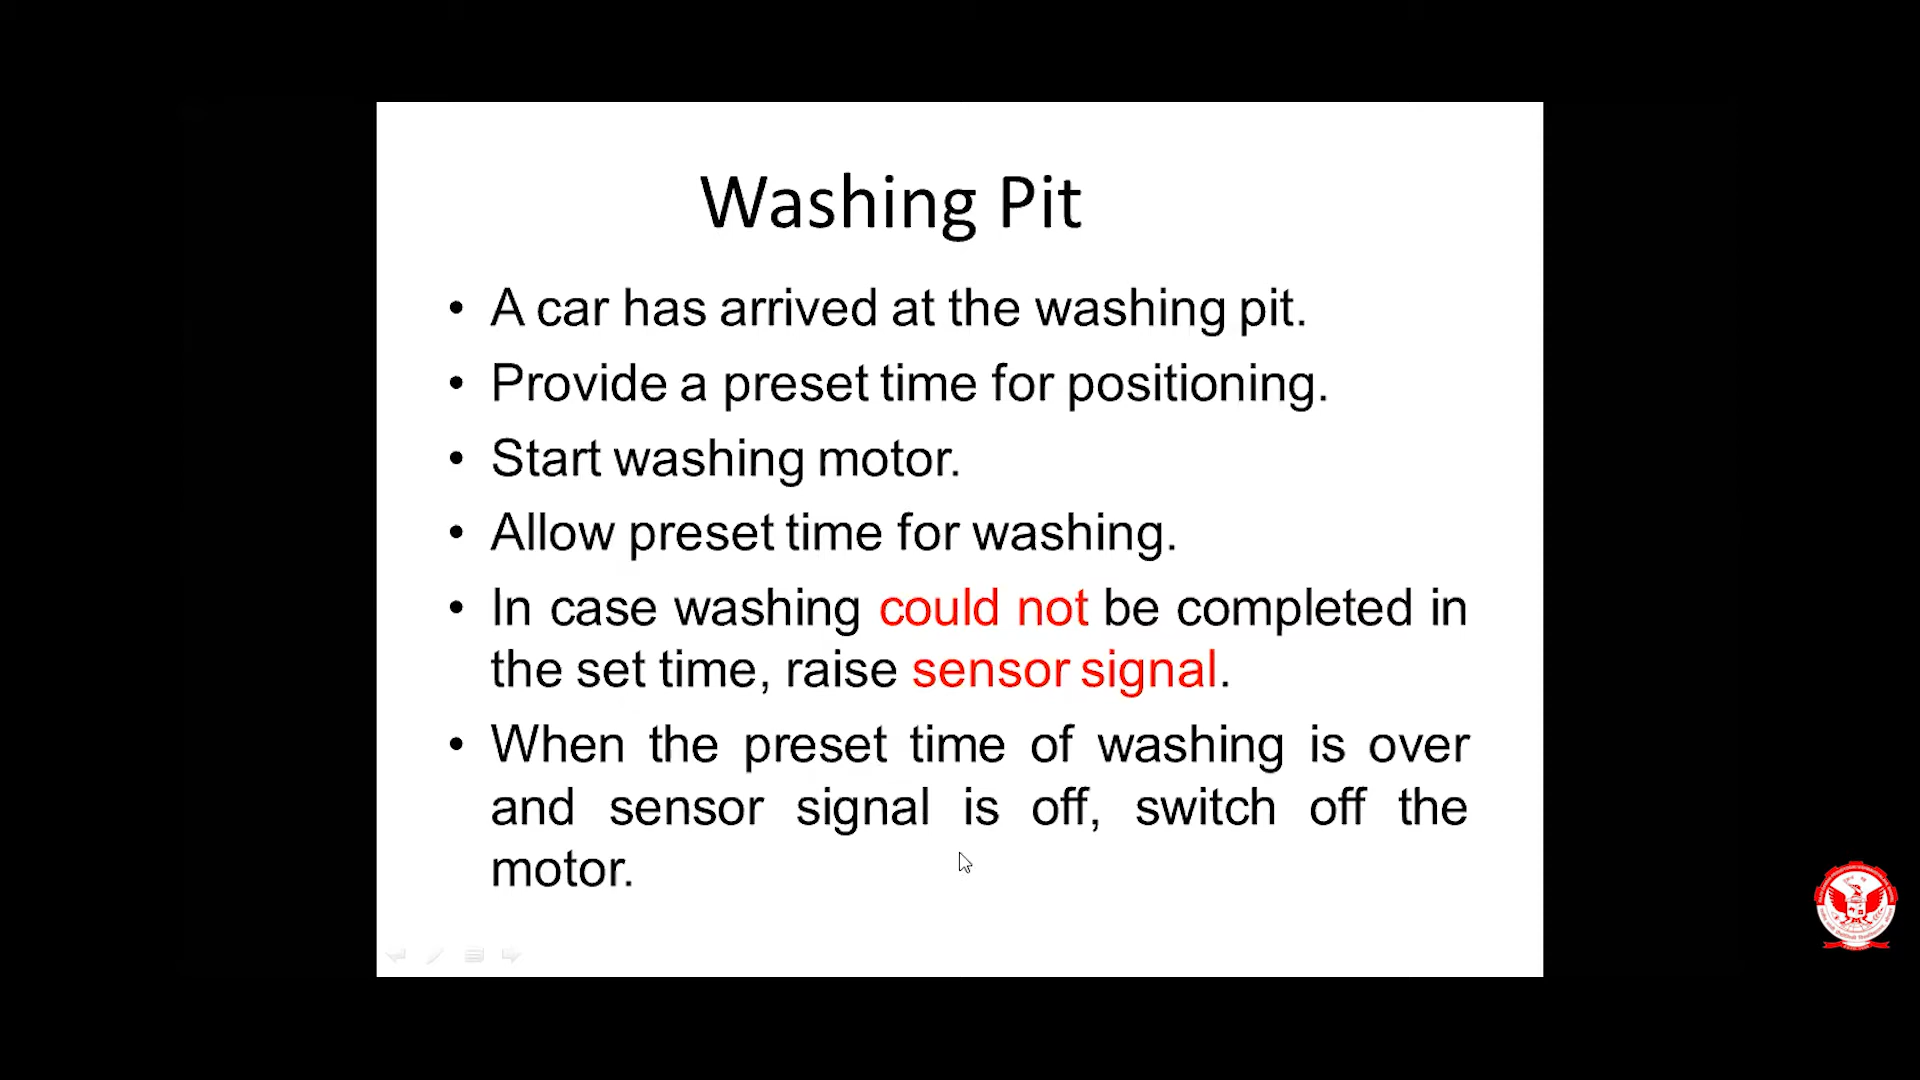 Washing Pit
• A car has arrived at the washing pit.
• Provide a preset time for positioning.
• Start washing motor.
• Allow preset time for washing.
• In case washing could not be completed in
the set time, raise sensor signal.
• When the preset time of washing is over
and sensor signal is off, switch off the
motor.